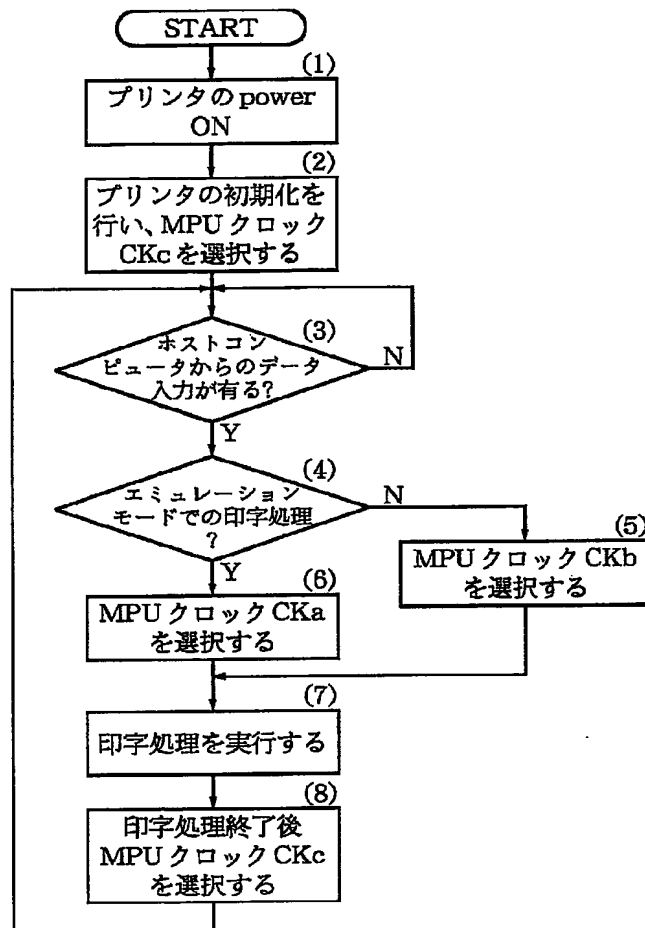 START
(1)
プリンタのpower
ON
(2)
プリンタの初期化を
行い、MPUクロック
CKcを選択する
(3)
ホストコン
ピュータからのデータ
入力が有る?
N
Y
(4)
エミュレーション
モードでの印字処理
?
N
Y
(5)
MPUクロックCKb
を選択する
(6)
MPUクロックCKa
を選択する
(7)
印字処理を実行する
(8)
印字処理終了後
MPUクロックCKc
を選択する